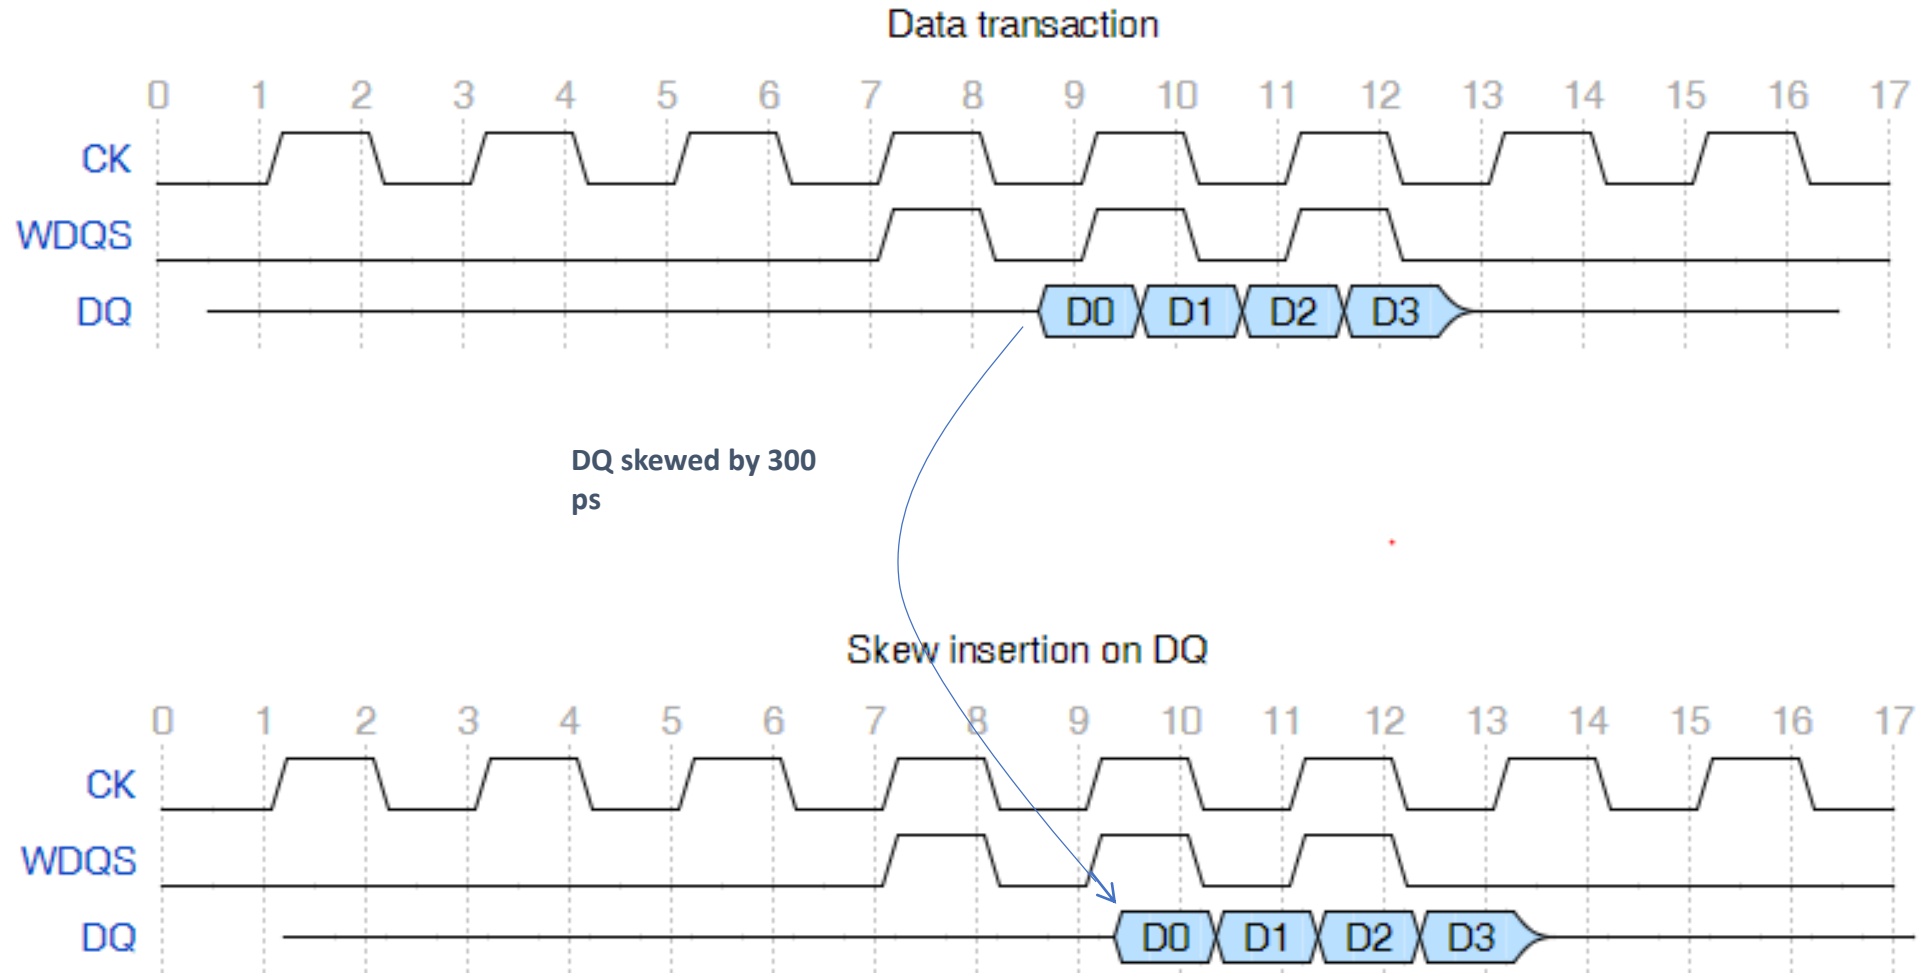 Data transaction
0 1 2 3 4 5 6 7 8 9 10 11 12 13 14 15 16 17
CK
WDQS
DQ D0 D1 D2 D3
DQ skewed by 300
ps
Skew insertion on DQ
0 1 2 3 4 5 6 7 8 9 10 11 12 13 14 15 16 17
CK
WDQS
DQ D0 D1 D2 D3